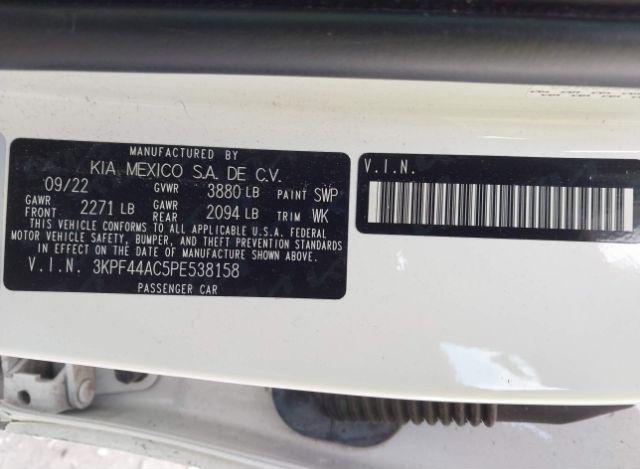 MANUFACTURED BY
KIA MEXICO S.A. DE C.V.
09/22 GVWR 3880 LB PAINT SWP
GAWR FRONT 2271 LB GAWR REAR 2094 LB TRIM WK
THIS VEHICLE CONFORMS TO ALL APPLICABLE U.S.A. FEDERAL
MOTOR VEHICLE SAFETY, BUMPER, AND THEFT PREVENTION STANDARDS
IN EFFECT ON THE DATE OF MANUFACTURE SHOWN ABOVE.
V.I.N. 3KPF44AC5PE538158
PASSENGER CAR
V.I.N.